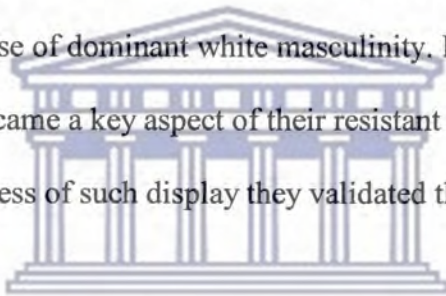 se of dominant white masculinity.
came a key aspect of their resistant
ess of such display they validated th